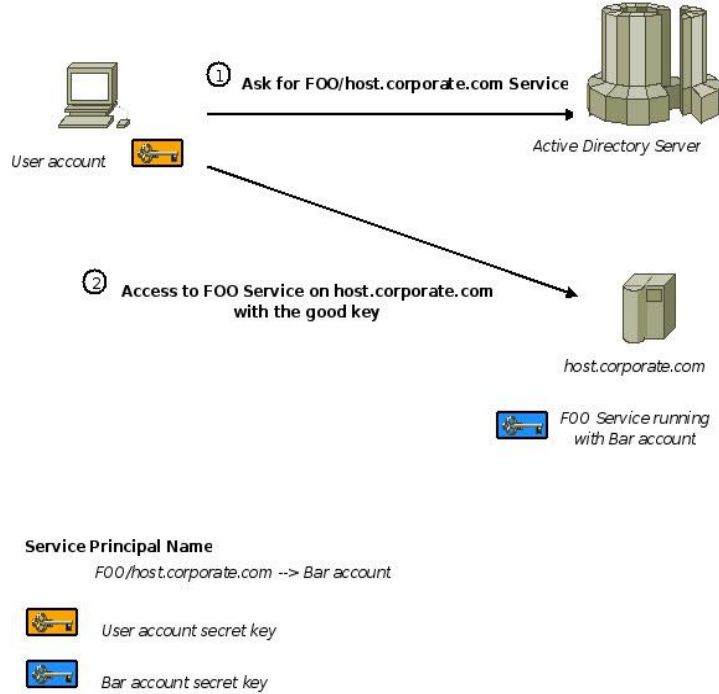 1 Ask for FOO/host.corporate.com Service
User account
Active Directory Server
2 Access to FOO Service on host.corporate.com
with the good key
host.corporate.com
FOO Service running
with Bar account
Service Principal Name
FOO/host.corporate.com --> Bar account
User account secret key
Bar account secret key